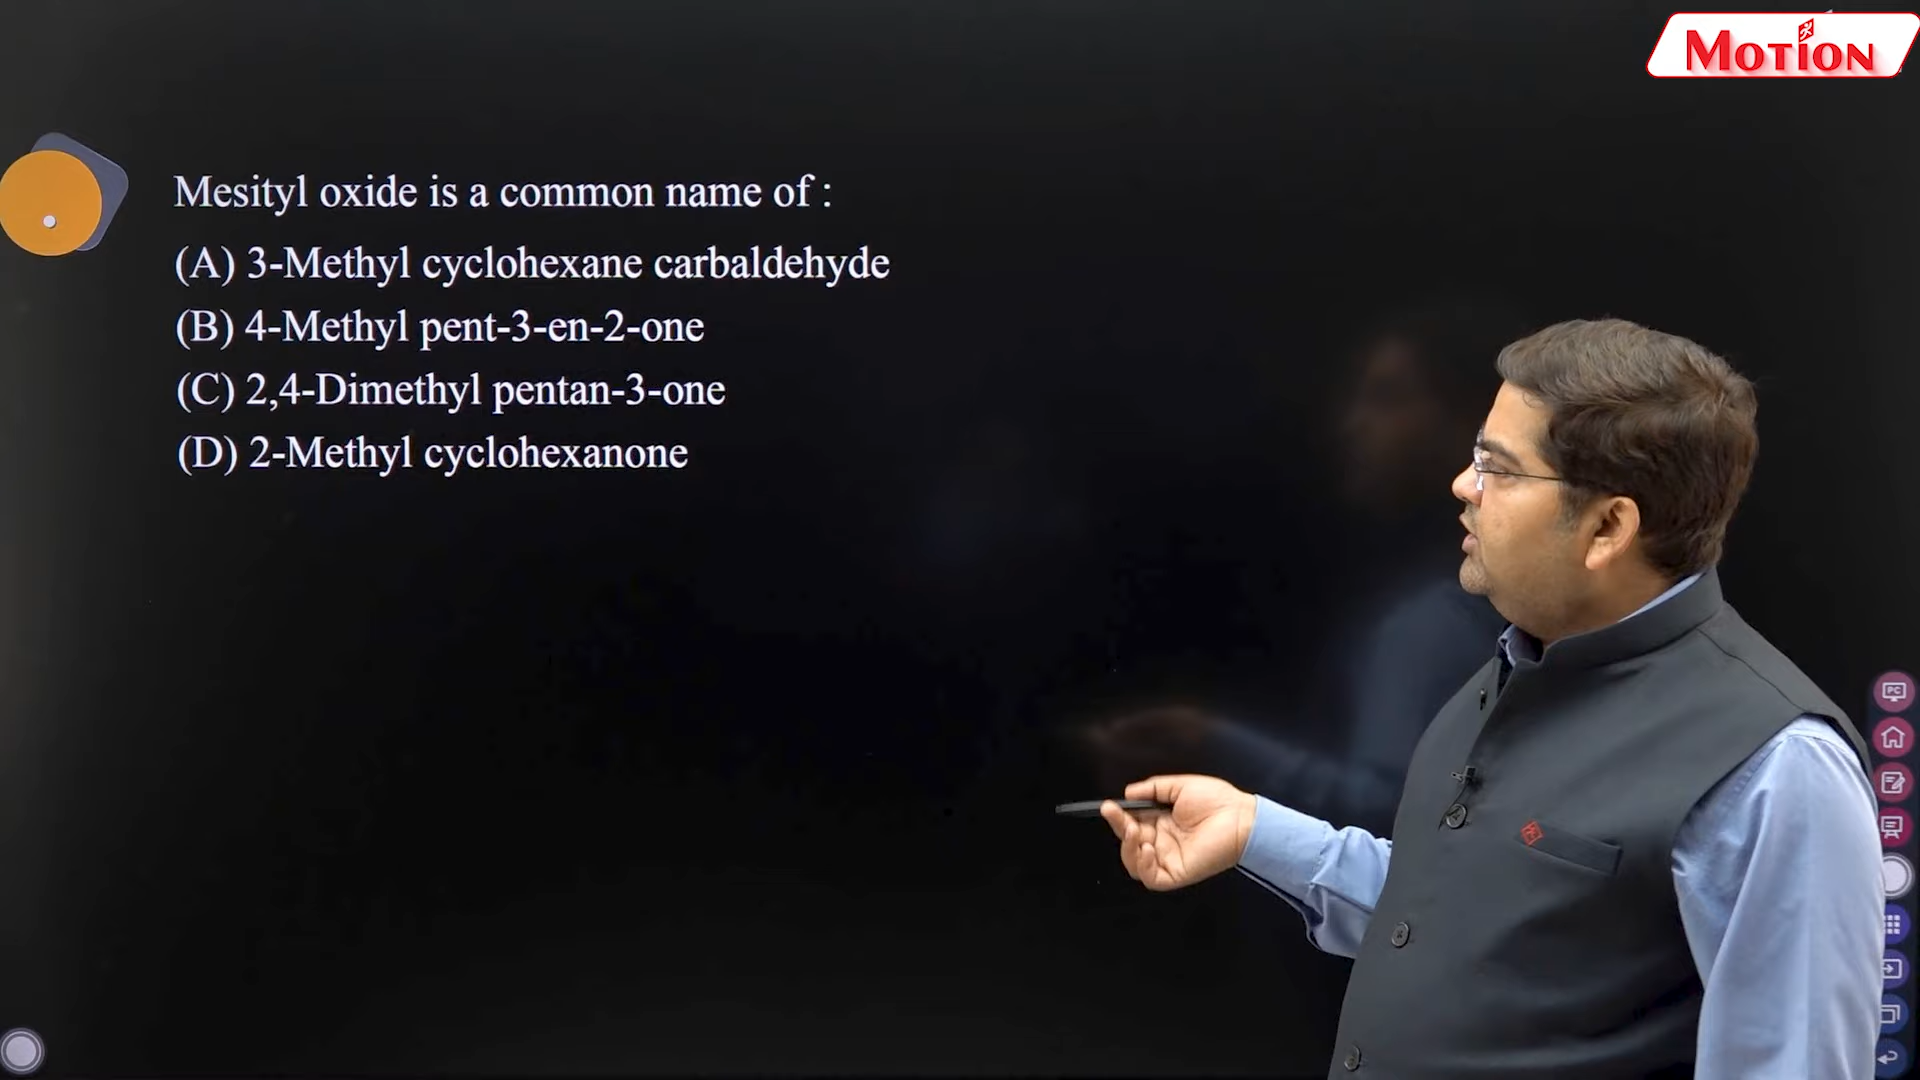 MOTION
Mesityl oxide is a common name of :
(A) 3-Methyl cyclohexane carbaldehyde
(B) 4-Methyl pent-3-en-2-one
(C) 2,4-Dimethyl pentan-3-one
(D) 2-Methyl cyclohexanone
PC